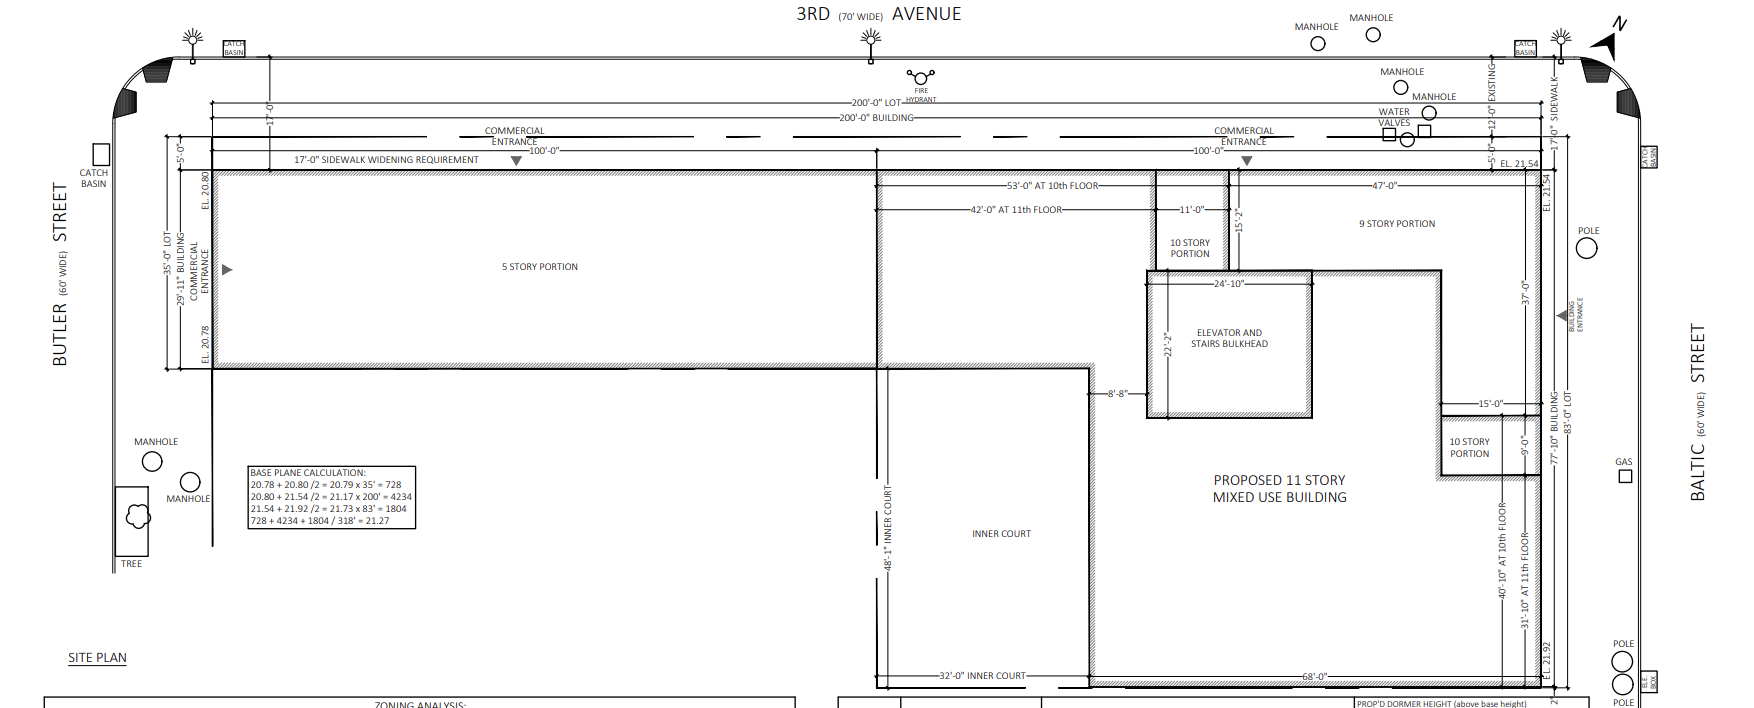 3RD (70' WIDE) AVENUE
MANHOLE
MANHOLE
CATCH
BASIN
CATCH
BASIN
N
MANHOLE
MANHOLE
FIRE
HYDRANT
200'-0" LOT
200'-0" BUILDING
WATER
VALVES
12'-0" EXISTING
17'-0" SIDEWALK
17'-0"
5'-0"
COMMERCIAL
ENTRANCE
COMMERCIAL
ENTRANCE
100'-0"
100'-0"
17'-0" SIDEWALK WIDENING REQUIREMENT
5'-0"
EL. 21.54
EL. 21.54
CATCH
BASIN
CATCH
BASIN
EL. 20.80
53'-0" AT 10th FLOOR
47'-0"
42'-0" AT 11th FLOOR
11'-0"
15'-2"
9 STORY PORTION
POLE
10 STORY
PORTION
BUTLER (60' WIDE) STREET
35'-0" LOT
29'-11" BUILDING
COMMERCIAL
ENTRANCE
5 STORY PORTION
24'-10"
37'-0"
BUILDING
ENTRANCE
EL. 20.78
ELEVATOR AND
STAIRS BULKHEAD
22'-2"
8'-8"
15'-0"
77'-10" BUILDING
83'-0" LOT
BALTIC (60' WIDE) STREET
MANHOLE
10 STORY
PORTION
9'-0"
GAS
MANHOLE
BASE PLANE CALCULATION:
20.78 + 20.80 /2 = 20.79 x 35' = 728
20.80 + 21.54 /2 = 21.17 x 200' = 4234
21.54 + 21.92 /2 = 21.73 x 83' = 1804
728 + 4234 + 1804 / 318' = 21.27
PROPOSED 11 STORY
MIXED USE BUILDING
48'-1" INNER COURT
INNER COURT
40'-10" AT 10th FLOOR
31'-10" AT 11th FLOOR
TREE
SITE PLAN
EL. 21.92
POLE
32'-0" INNER COURT
68'-0"
ELE.
BOX
POLE
2"
ZONING ANALYSIS:
PROP'D DORMER HEIGHT (above base height)